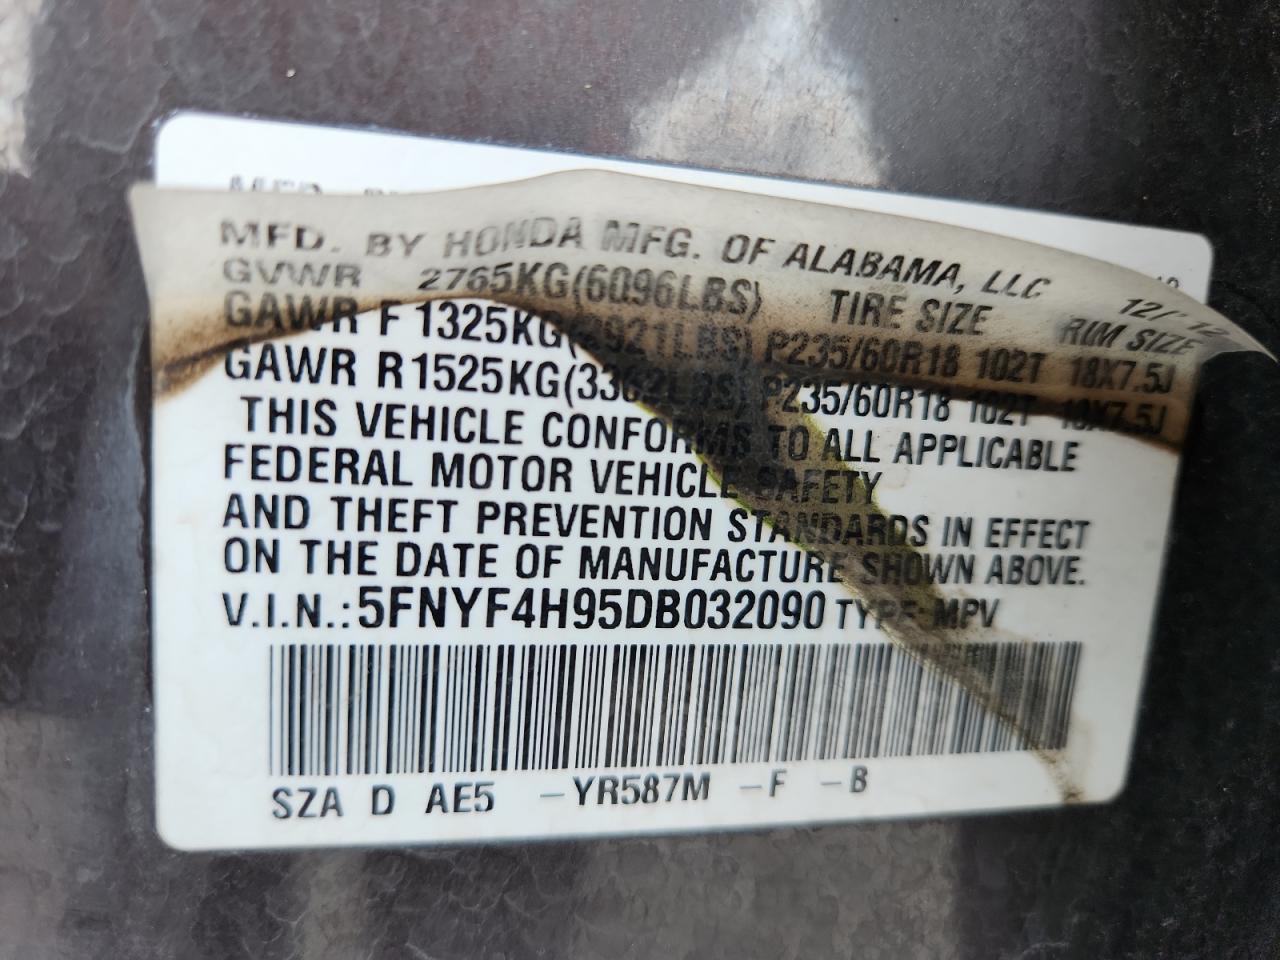 MFD. BY HONDA MFG. OF ALABAMA, LLC 12/12
GVWR 2765KG(6096LBS) TIRE SIZE RIM SIZE
GAWR F 1325KG(2921LBS) P235/60R18 102T 18X7.5J
GAWR R1525KG(3362LBS) P235/60R18 102T 18X7.5J
THIS VEHICLE CONFORMS TO ALL APPLICABLE
FEDERAL MOTOR VEHICLE SAFETY
AND THEFT PREVENTION STANDARDS IN EFFECT
ON THE DATE OF MANUFACTURE SHOWN ABOVE.
V.I.N.: 5FNYF4H95DB032090 TYPE: MPV
SZA D AE5 -YR587M -F -B